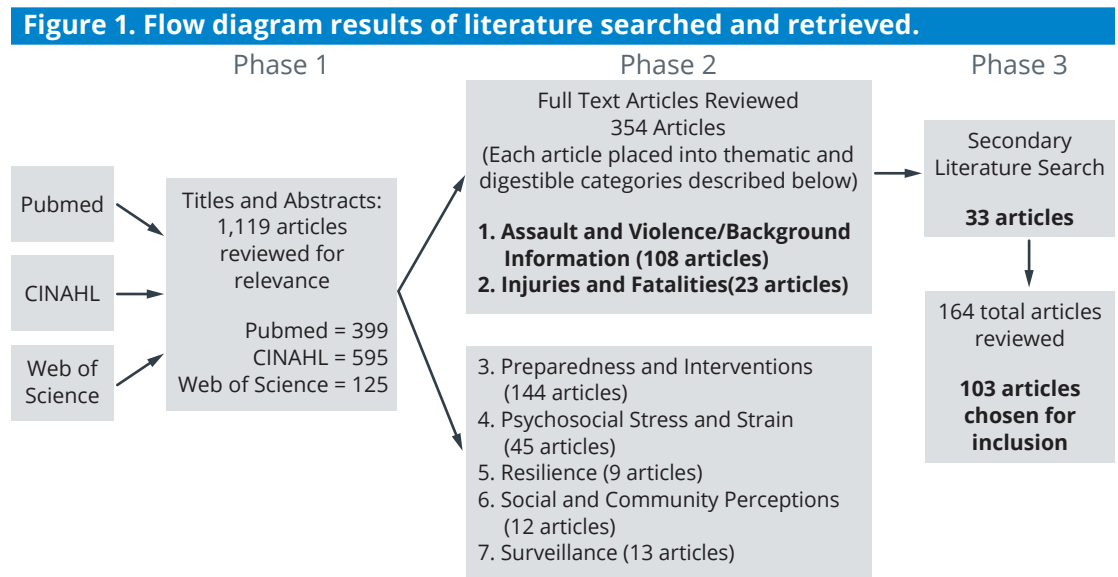 Figure 1. Flow diagram results of literature searched and retrieved.
Phase 1
Phase 2
Phase 3
Pubmed
CINAHL
Web of
Science
Titles and Abstracts:
1,119 articles
reviewed for
relevance
Pubmed = 399
CINAHL = 595
Web of Science = 125
Full Text Articles Reviewed
354 Articles
(Each article placed into thematic and
digestible categories described below)
1. Assault and Violence/Background
Information (108 articles)
2. Injuries and Fatalities(23 articles)
3. Preparedness and Interventions
(144 articles)
4. Psychosocial Stress and Strain
(45 articles)
5. Resilience (9 articles)
6. Social and Community Perceptions
(12 articles)
7. Surveillance (13 articles)
Secondary
Literature Search
33 articles
164 total articles
reviewed
103 articles
chosen for
inclusion